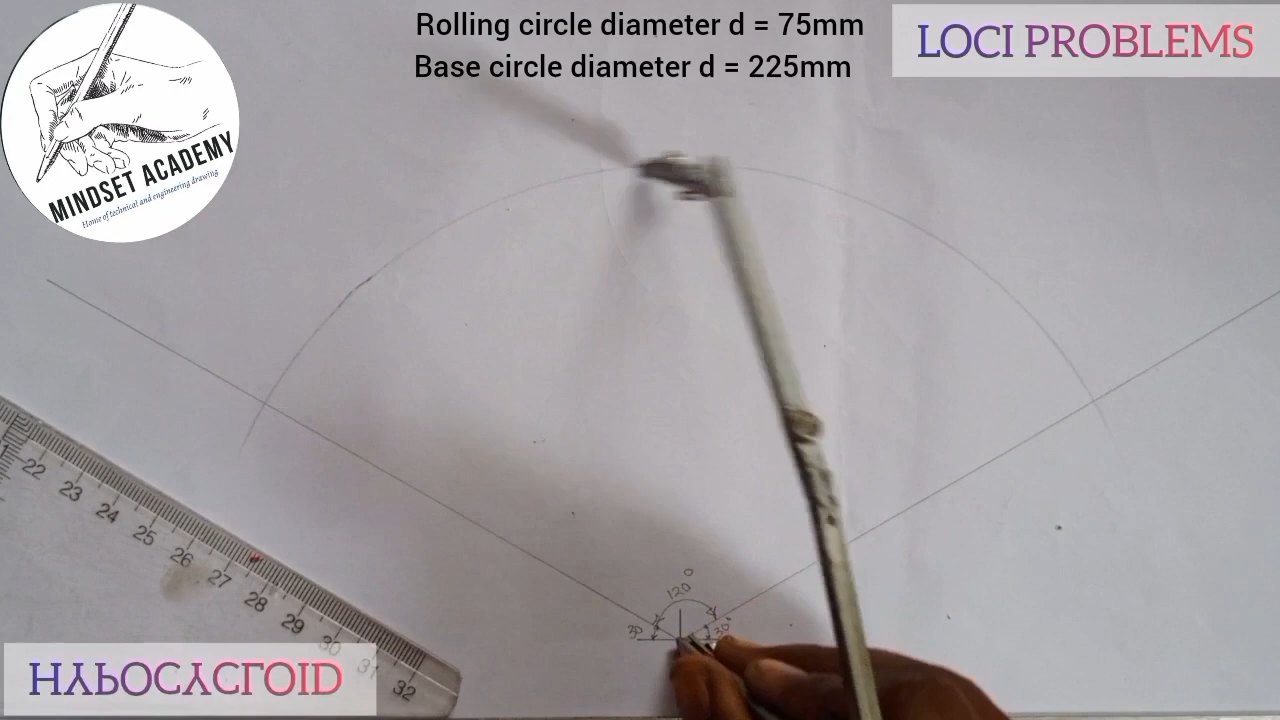 Rolling circle diameter d = 75mm
Base circle diameter d = 225mm
LOCI PROBLEMS
MINDSET ACADEMY
Home of technical and engineering drawing
22 23 24 25 26 27 28 29 30 31 32
120°
30
30°
HYPOCYCLOID